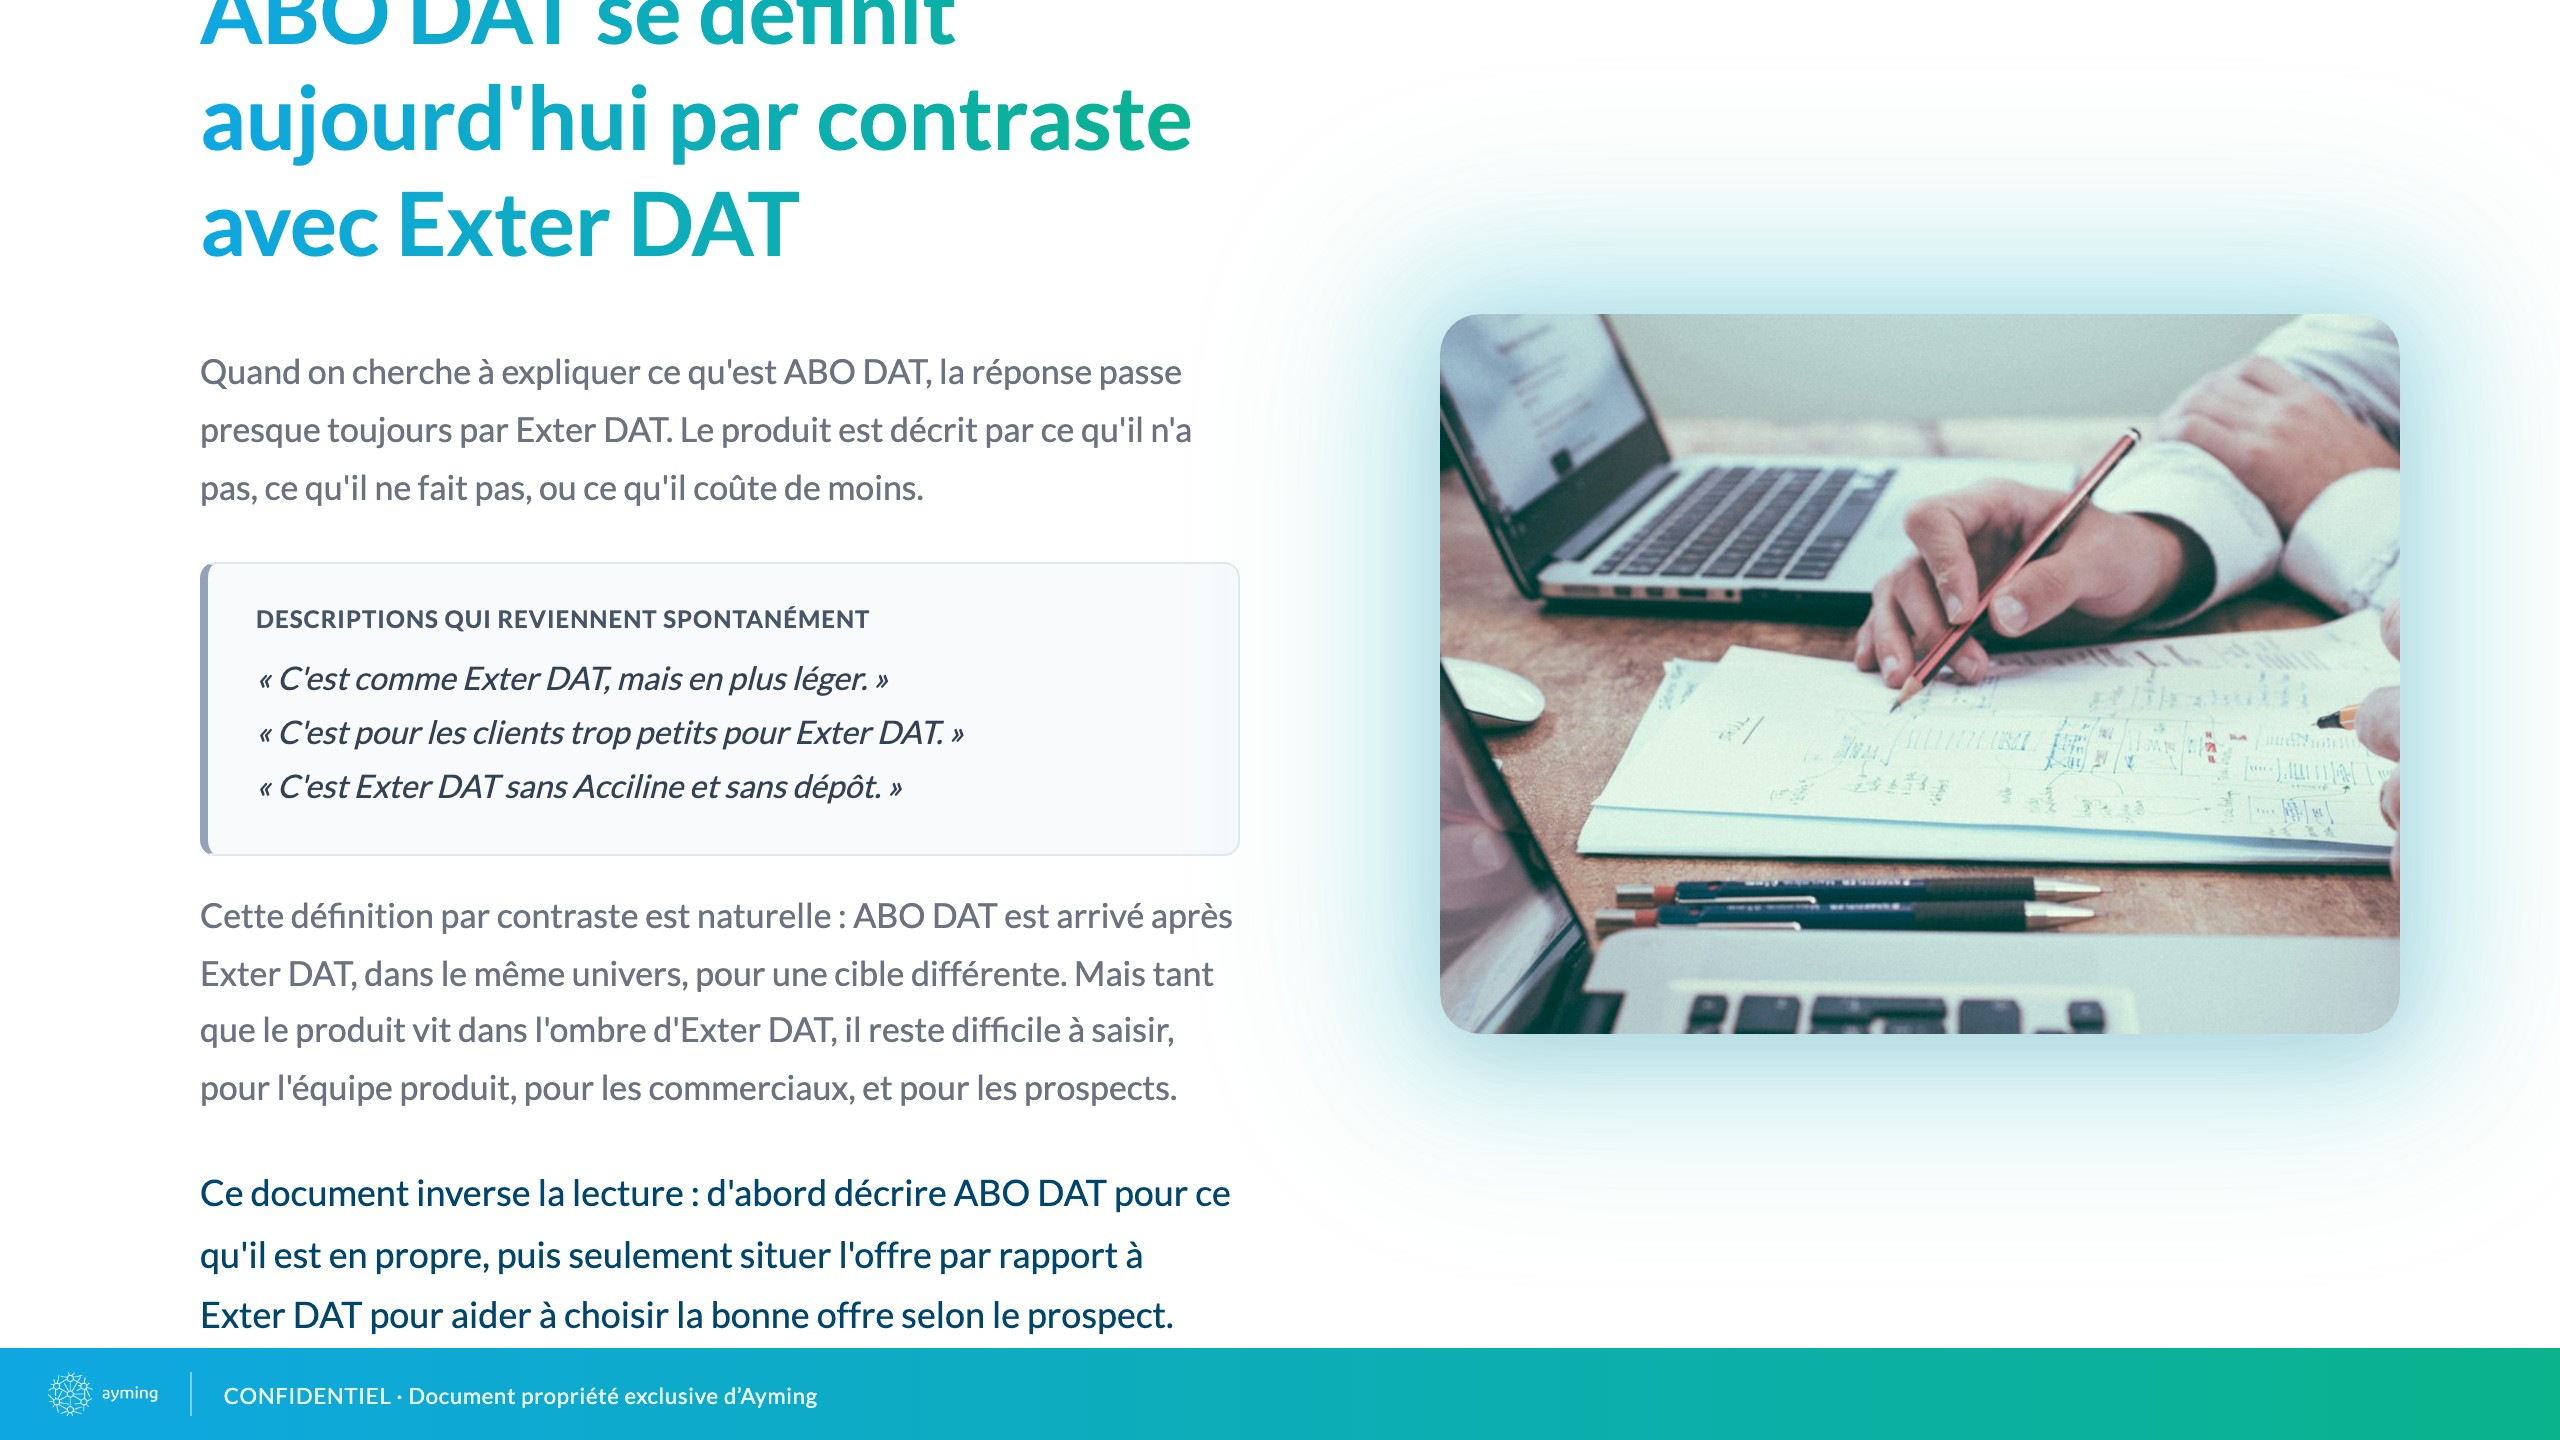 ABO DAT se définit
aujourd'hui par contraste
avec Exter DAT
Quand on cherche à expliquer ce qu'est ABO DAT, la réponse passe
presque toujours par Exter DAT. Le produit est décrit par ce qu'il n'a
pas, ce qu'il ne fait pas, ou ce qu'il coûte de moins.
DESCRIPTIONS QUI REVIENNENT SPONTANÉMENT
« C'est comme Exter DAT, mais en plus léger. »
« C'est pour les clients trop petits pour Exter DAT. »
« C'est Exter DAT sans Acciline et sans dépôt. »
Cette définition par contraste est naturelle : ABO DAT est arrivé après
Exter DAT, dans le même univers, pour une cible différente. Mais tant
que le produit vit dans l'ombre d'Exter DAT, il reste difficile à saisir,
pour l'équipe produit, pour les commerciaux, et pour les prospects.
Ce document inverse la lecture : d'abord décrire ABO DAT pour ce
qu'il est en propre, puis seulement situer l'offre par rapport à
Exter DAT pour aider à choisir la bonne offre selon le prospect.
ayming
CONFIDENTIEL · Document propriété exclusive d’Ayming